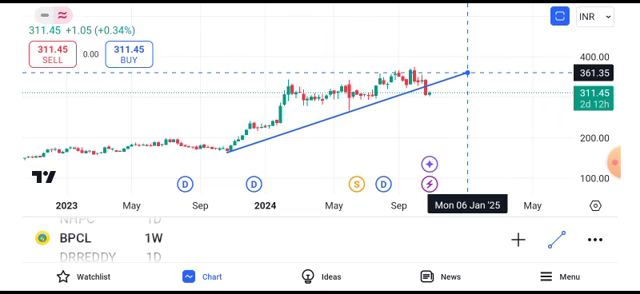 INR
311.45 +1.05 (+0.34%)
311.45 SELL
0.00
311.45 BUY
400.00
361.35
311.45
2d 12h
200.00
100.00
D
D
S
D
2023
May
Sep
2024
May
Sep
Mon 06 Jan '25
May
NHPC 1D
BPCL 1W
DRREDDY 1D
Watchlist
Chart
Ideas
News
Menu